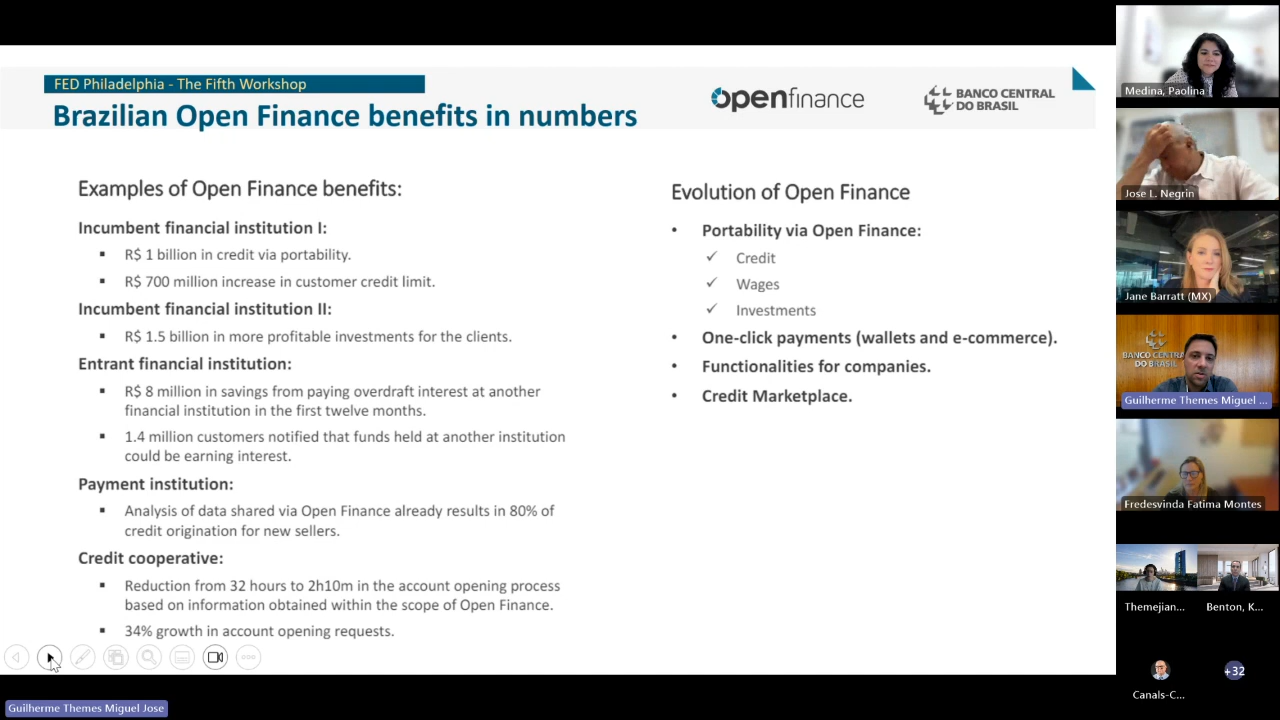 FED Philadelphia - The Fifth Workshop
Brazilian Open Finance benefits in numbers
openfinance
BANCO CENTRAL
DO BRASIL
Examples of Open Finance benefits:
Incumbent financial institution I:
R$ 1 billion in credit via portability.
R$ 700 million increase in customer credit limit.
Incumbent financial institution II:
R$ 1.5 billion in more profitable investments for the clients.
Entrant financial institution:
R$ 8 million in savings from paying overdraft interest at another
financial institution in the first twelve months.
1.4 million customers notified that funds held at another institution
could be earning interest.
Payment institution:
Analysis of data shared via Open Finance already results in 80% of
credit origination for new sellers.
Credit cooperative:
Reduction from 32 hours to 2h10m in the account opening process
based on information obtained within the scope of Open Finance.
34% growth in account opening requests.
Evolution of Open Finance
Portability via Open Finance:
Credit
Wages
Investments
One-click payments (wallets and e-commerce).
Functionalities for companies.
Credit Marketplace.
Guilherme Themes Miguel Jose
Medina, Paolina
Jose L. Negrin
Jane Barratt (MX)
BANCO CENTRAL
DO BRASIL
Guilherme Themes Miguel ...
Fredesvinda Fatima Montes
Themejian...
Benton, K...
Canals-C...
+32